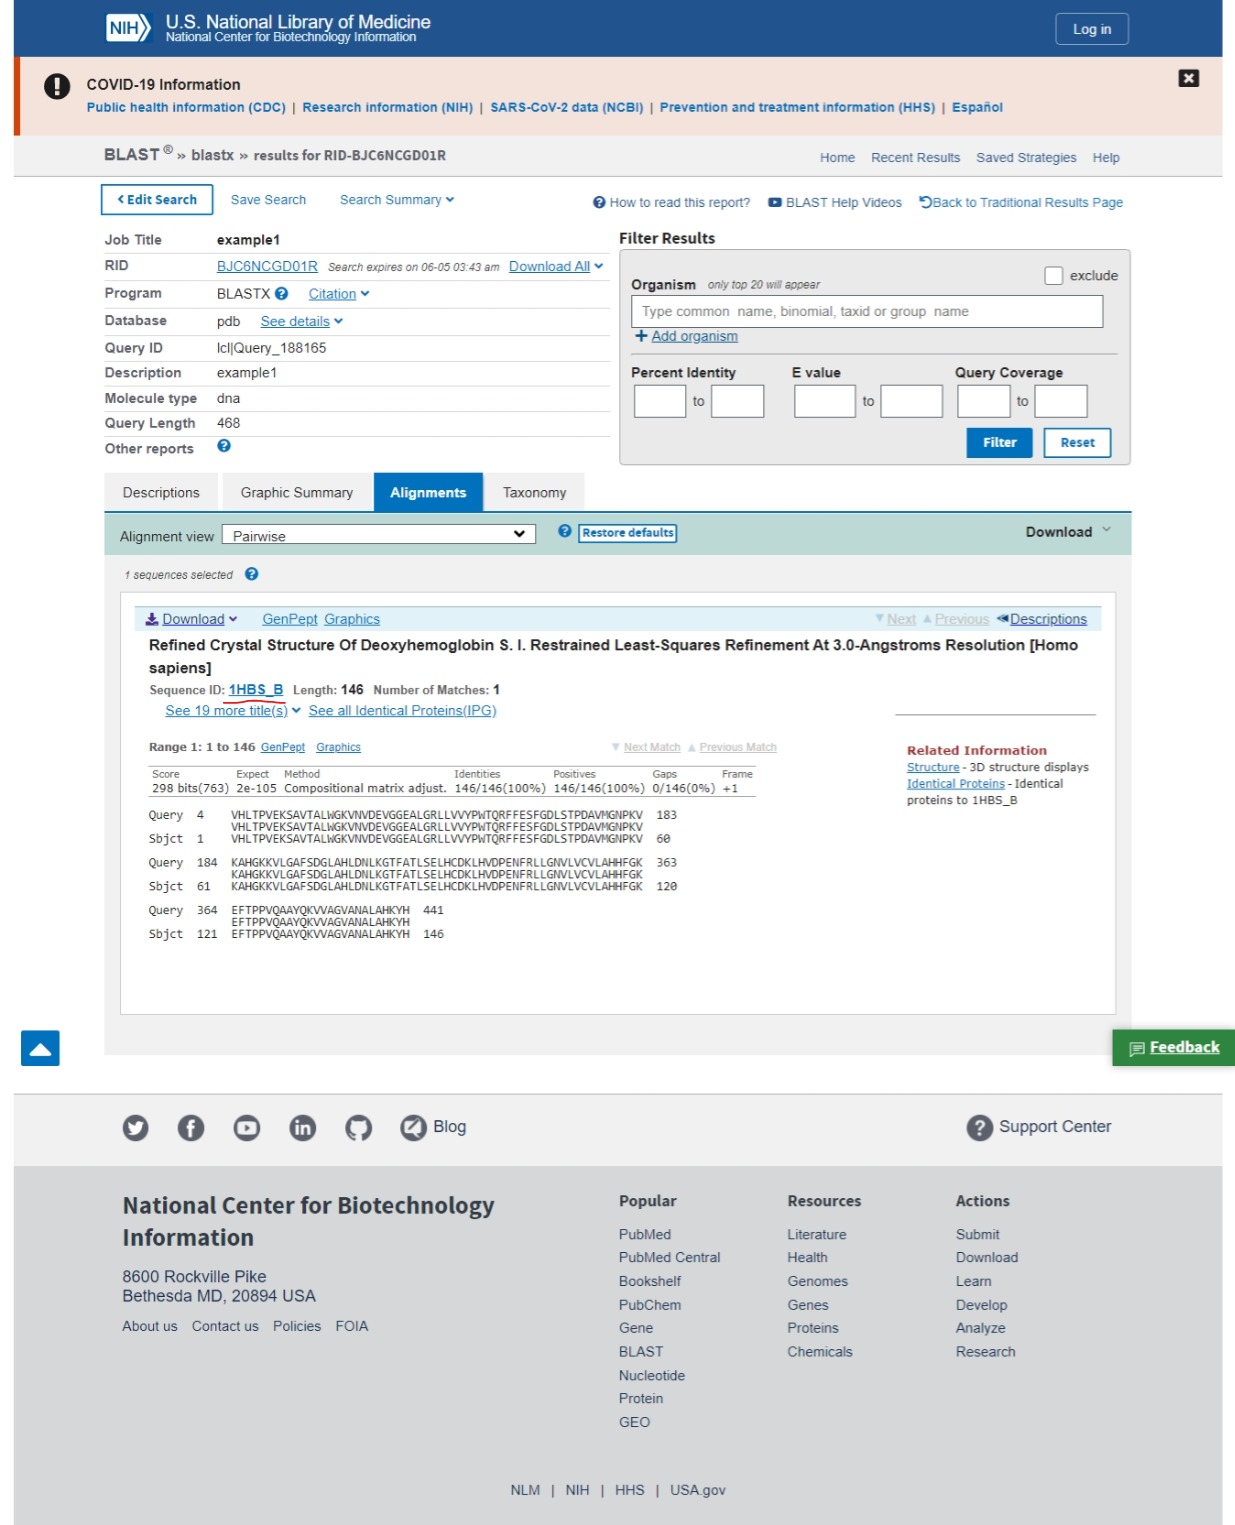 NIH U.S. National Library of Medicine
National Center for Biotechnology Information
Log in
COVID-19 Information
Public health information (CDC) | Research information (NIH) | SARS-CoV-2 data (NCBI) | Prevention and treatment information (HHS) | Español
BLAST ® » blastx » results for RID-BJC6NCGD01R
Home Recent Results Saved Strategies Help
Edit Search Save Search Search Summary
How to read this report? BLAST Help Videos Back to Traditional Results Page
Job Title example1
RID BJC6NCGD01R Search expires on 06-05 03:43 am Download All
Program BLASTX Citation
Database pdb See details
Query ID lcl|Query_188165
Description example1
Molecule type dna
Query Length 468
Other reports
Filter Results
Organism only top 20 will appear exclude
Type common name, binomial, taxid or group name
+ Add organism
Percent Identity E value Query Coverage
to to to
Filter Reset
Descriptions Graphic Summary Alignments Taxonomy
Alignment view Pairwise Restore defaults Download
1 sequences selected
Download GenPept Graphics Next Previous Descriptions
Refined Crystal Structure Of Deoxyhemoglobin S. I. Restrained Least-Squares Refinement At 3.0-Angstroms Resolution [Homo
sapiens]
Sequence ID: 1HBS_B Length: 146 Number of Matches: 1
See 19 more title(s) See all Identical Proteins(IPG)
Range 1: 1 to 146 GenPept Graphics Next Match Previous Match
Score Expect Method Identities Positives Gaps Frame
298 bits(763) 2e-105 Compositional matrix adjust. 146/146(100%) 146/146(100%) 0/146(0%) +1
Query 4 VHLTPVEKSAVTALWGKVNVDEVGGEALGRLLVVYPWTQRFFESFGDLSTPDAVMGNPKV 183
VHLTPVEKSAVTALWGKVNVDEVGGEALGRLLVVYPWTQRFFESFGDLSTPDAVMGNPKV
Sbjct 1 VHLTPVEKSAVTALWGKVNVDEVGGEALGRLLVVYPWTQRFFESFGDLSTPDAVMGNPKV 60
Query 184 KAHGKKVLGAFSDGLAHLDNLKGTFATLSELHCDKLHVDPENFRLLGNVLVCVLAHHFGK 363
KAHGKKVLGAFSDGLAHLDNLKGTFATLSELHCDKLHVDPENFRLLGNVLVCVLAHHFGK
Sbjct 61 KAHGKKVLGAFSDGLAHLDNLKGTFATLSELHCDKLHVDPENFRLLGNVLVCVLAHHFGK 120
Query 364 EFTPPVQAAYQKVVAGVANALAHKYH 441
EFTPPVQAAYQKVVAGVANALAHKYH
Sbjct 121 EFTPPVQAAYQKVVAGVANALAHKYH 146
Related Information
Structure - 3D structure displays
Identical Proteins - Identical
proteins to 1HBS_B
Feedback
Blog
Support Center
National Center for Biotechnology
Information
8600 Rockville Pike
Bethesda MD, 20894 USA
About us Contact us Policies FOIA
Popular
PubMed
PubMed Central
Bookshelf
PubChem
Gene
BLAST
Nucleotide
Protein
GEO
Resources
Literature
Health
Genomes
Genes
Proteins
Chemicals
Actions
Submit
Download
Learn
Develop
Analyze
Research
NLM | NIH | HHS | USA.gov